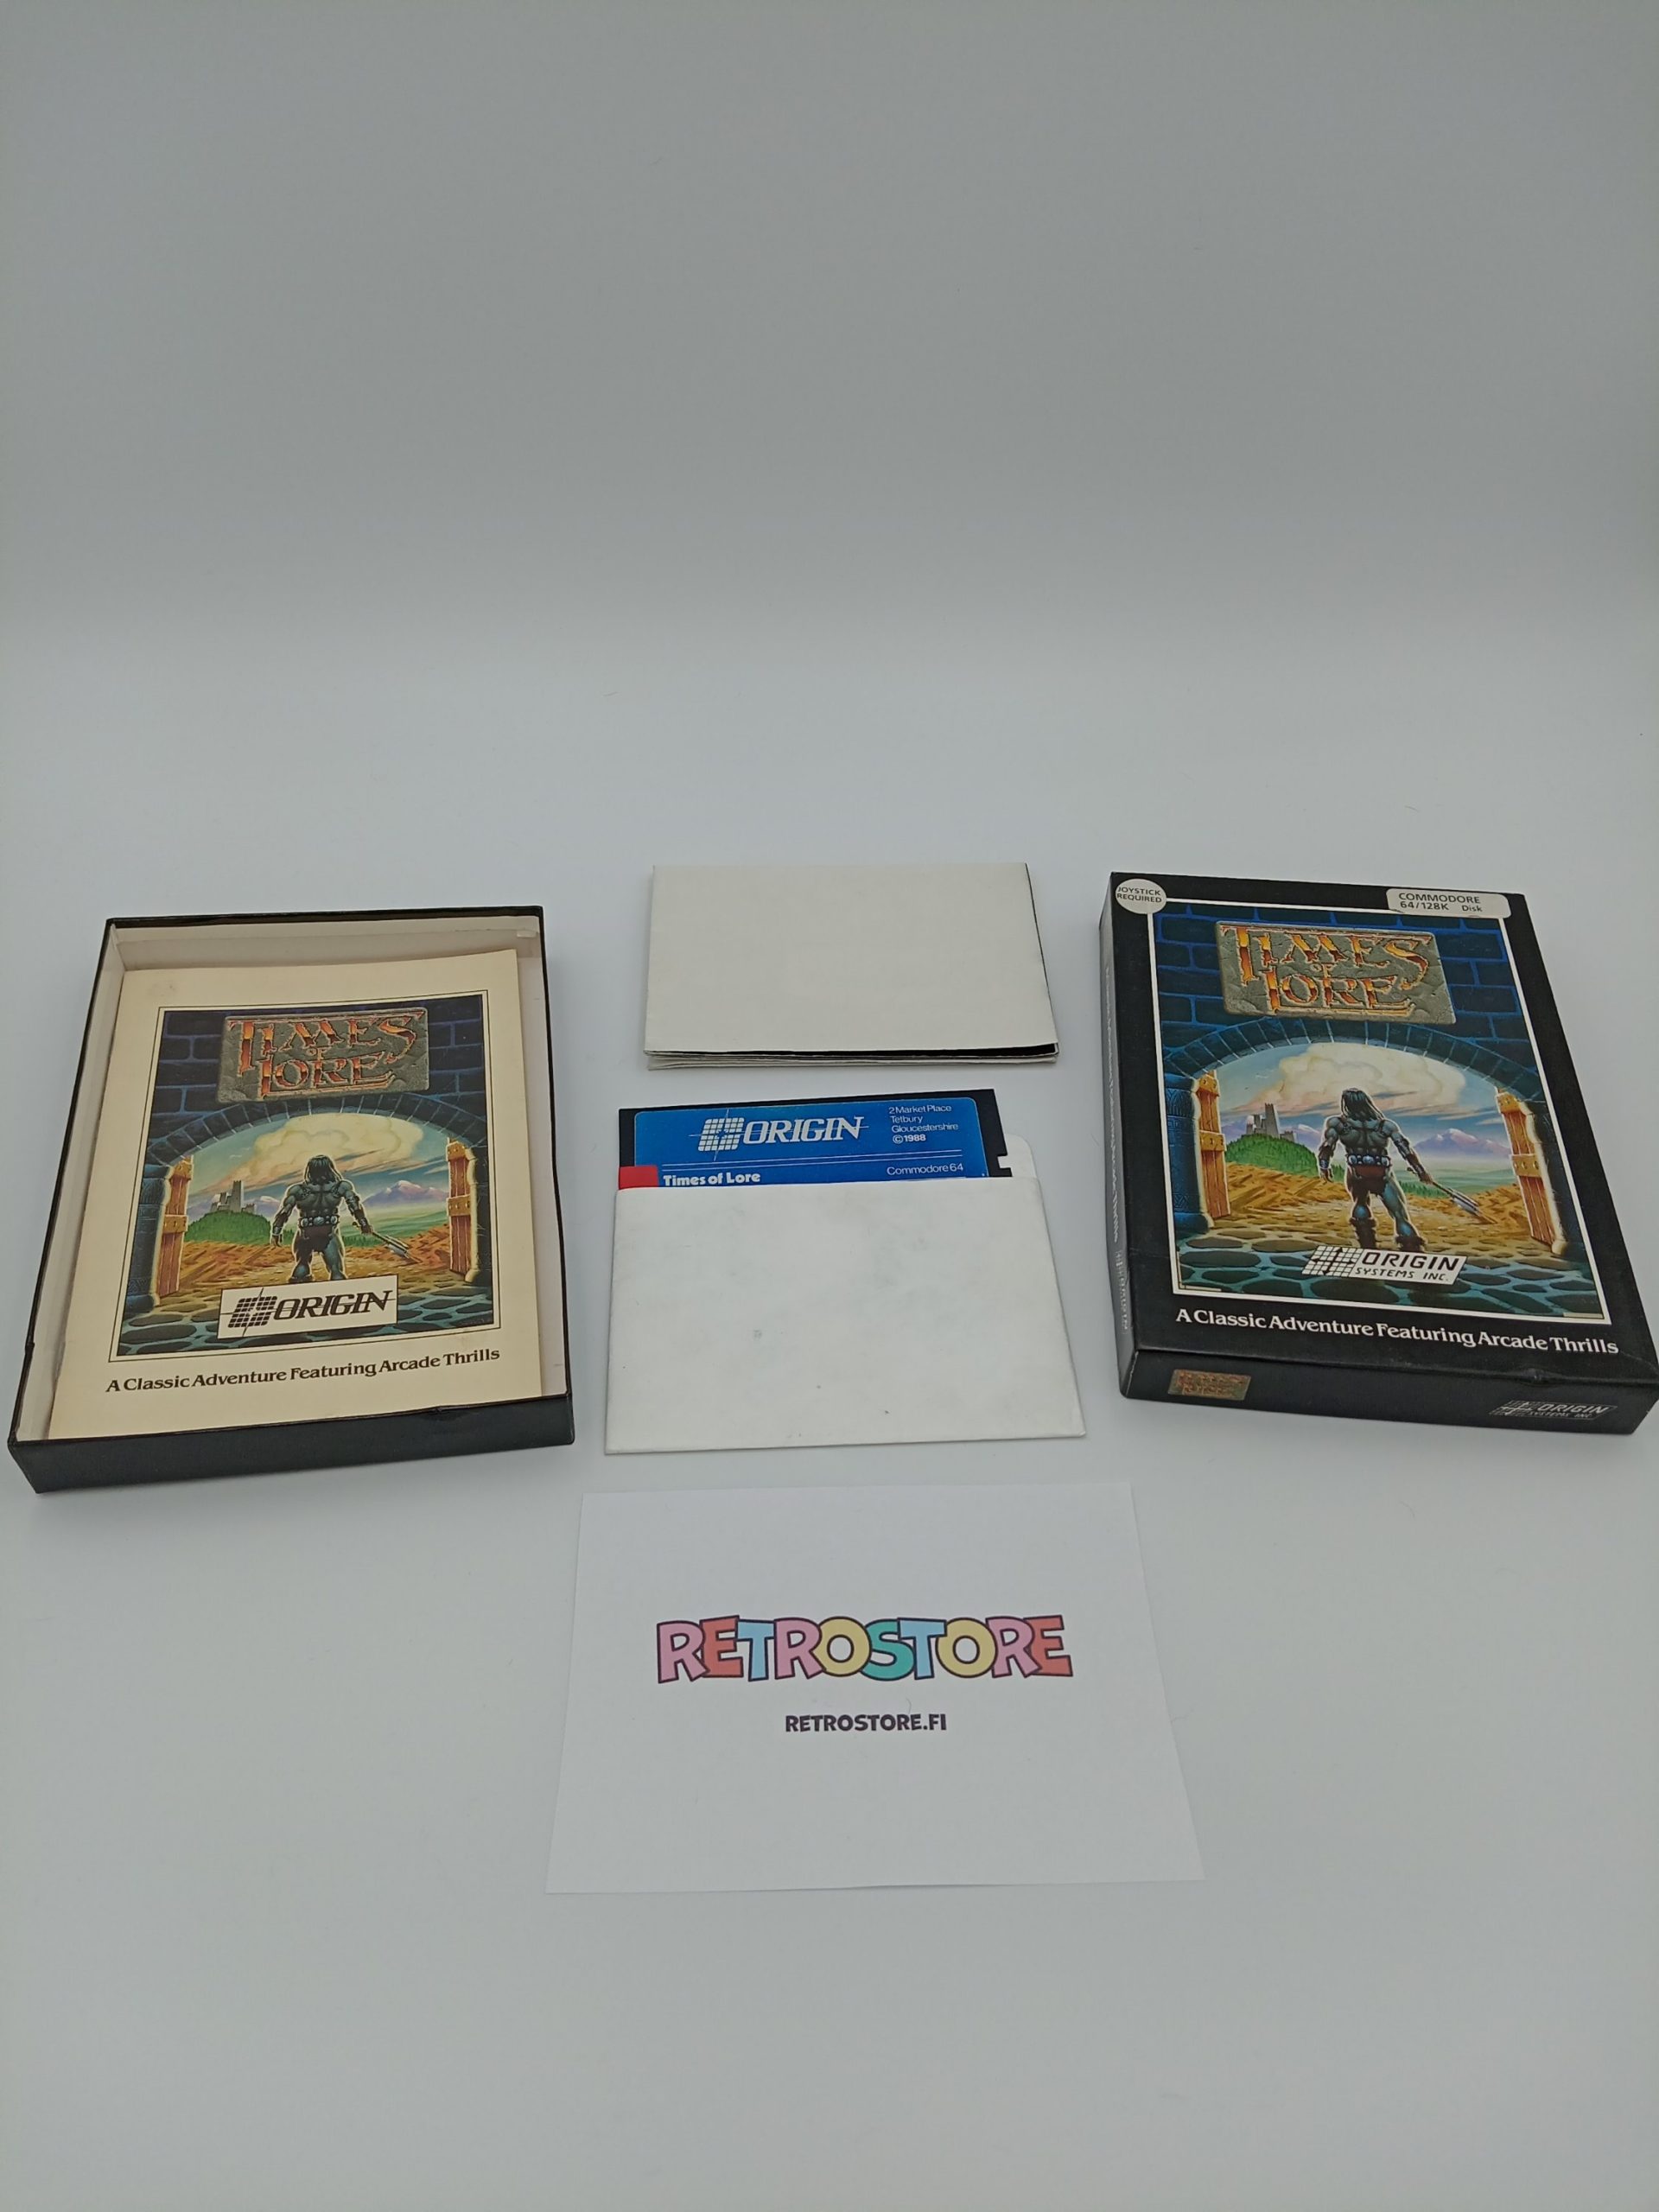 TIMES
OF
LORE
ORIGIN
A Classic Adventure Featuring Arcade Thrills
ORIGIN
2 Market Place
Tetbury
Gloucestershire
©1988
Times of Lore
Commodore 64
JOYSTICK
REQUIRED
COMMODORE
64/128K Disk
TIMES
OF
LORE
ORIGIN
SYSTEMS INC.
A Classic Adventure Featuring Arcade Thrills
ORIGIN
SYSTEMS INC.
RETROSTORE
RETROSTORE.FI